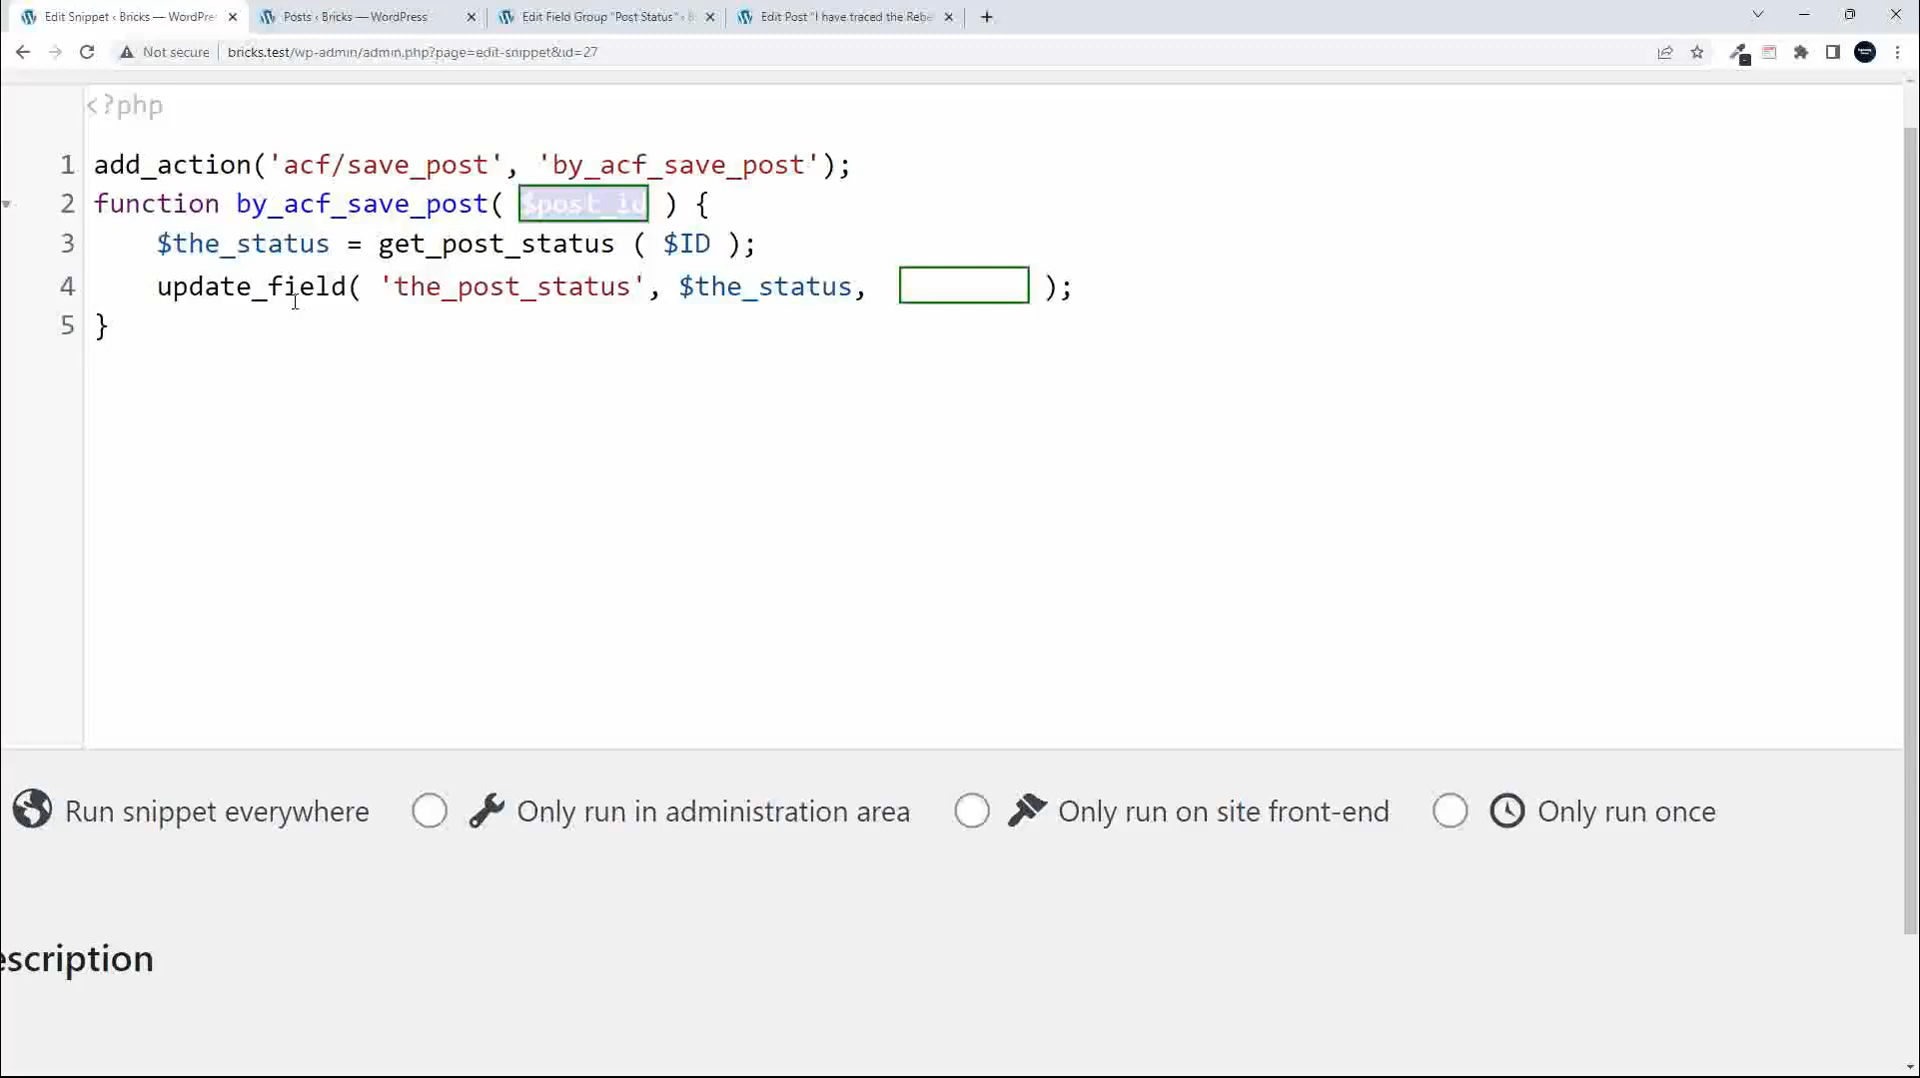 Edit Snippet ‹ Bricks — WordPre
Posts ‹ Bricks — WordPress
Edit Field Group "Post Status" ‹
Edit Post "I have traced the Rebe
Not secure
bricks.test/wp-admin/admin.php?page=edit-snippet&id=27
<?php
1 add_action('acf/save_post', 'by_acf_save_post');
2 function by_acf_save_post( $post_id ) {
3 $the_status = get_post_status ( $ID );
4 update_field( 'the_post_status', $the_status, );
5 }
Run snippet everywhere
Only run in administration area
Only run on site front-end
Only run once
escription